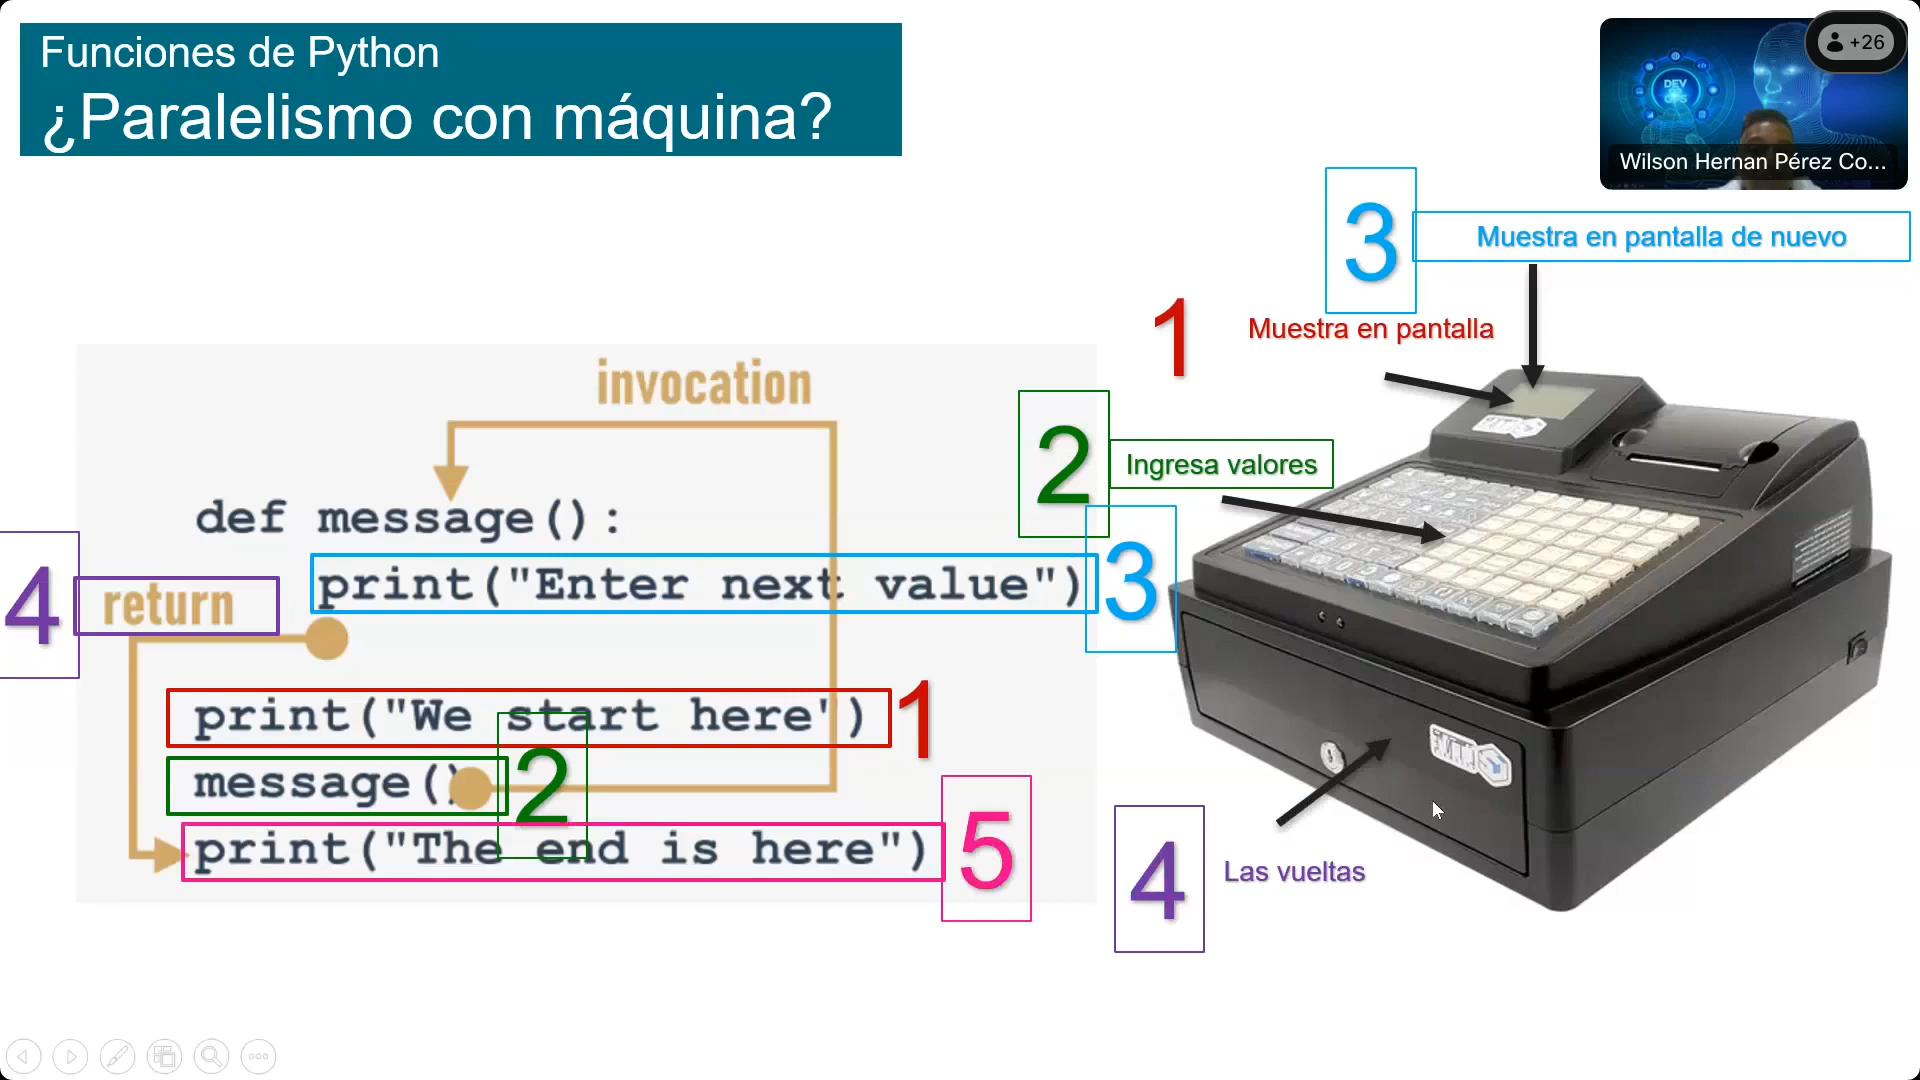 Funciones de Python
¿Paralelismo con máquina?
+26
DEV
OPS
Wilson Hernan Pérez Co...
3
Muestra en pantalla de nuevo
1
Muestra en pantalla
invocation
2
Ingresa valores
def message():
4
return
print("Enter next value")
3
print("We start here")
1
message()
2
print("The end is here")
5
4
Las vueltas